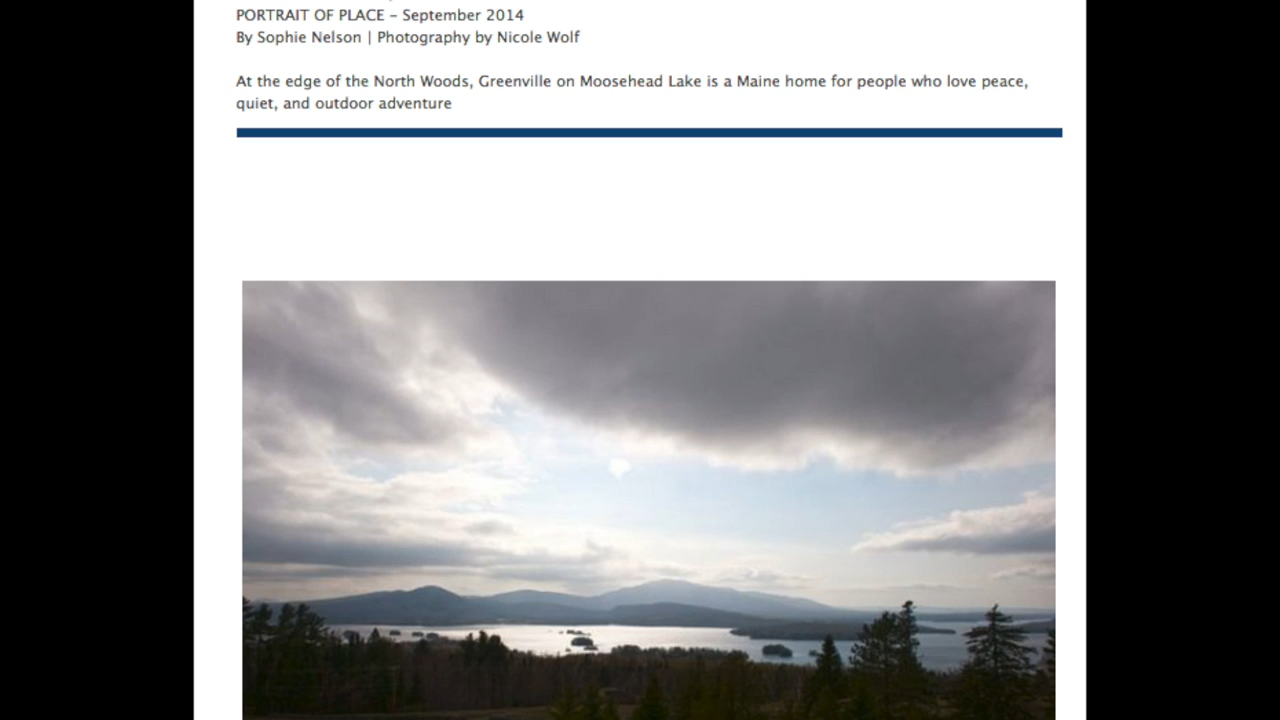 PORTRAIT OF PLACE – September 2014
By Sophie Nelson | Photography by Nicole Wolf
At the edge of the North Woods, Greenville on Moosehead Lake is a Maine home for people who love peace,
quiet, and outdoor adventure